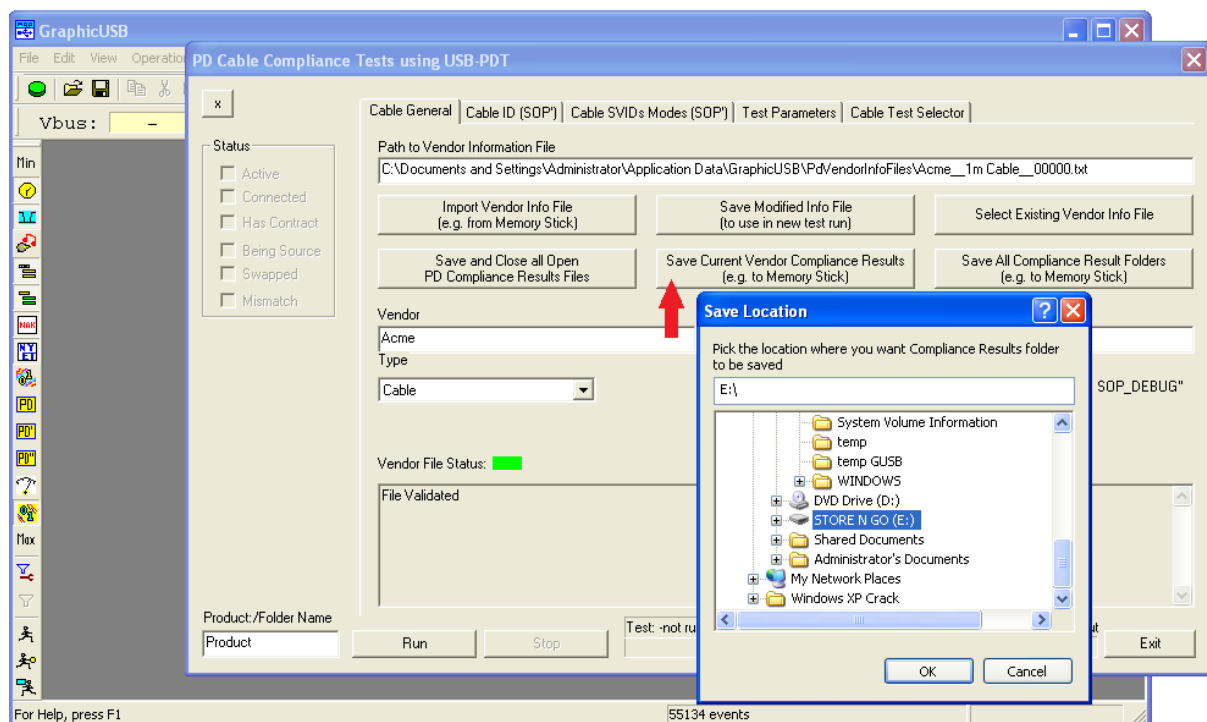 GraphicUSB
File Edit View Operation
PD Cable Compliance Tests using USB-PDT
Vbus: –
x
Cable General Cable ID (SOP') Cable SVIDs Modes (SOP') Test Parameters Cable Test Selector
Status
Active
Connected
Has Contract
Being Source
Swapped
Mismatch
Path to Vendor Information File
C:\Documents and Settings\Administrator\Application Data\GraphicUSB\PdVendorInfoFiles\Acme__1m Cable__00000.txt
Import Vendor Info File
(e.g. from Memory Stick)
Save Modified Info File
(to use in new test run)
Select Existing Vendor Info File
Save and Close all Open
PD Compliance Results Files
Save Current Vendor Compliance Results
(e.g. to Memory Stick)
Save All Compliance Result Folders
(e.g. to Memory Stick)
Vendor
Acme
Type
Cable
SOP_DEBUG"
Vendor File Status:
File Validated
Save Location
Pick the location where you want Compliance Results folder
to be saved
E:\
System Volume Information
temp
temp GUSB
WINDOWS
DVD Drive (D:)
STORE N GO (E:)
Shared Documents
Administrator's Documents
My Network Places
Windows XP Crack
OK Cancel
Product:/Folder Name
Product
Run Stop
Test: -not ru
ut
Exit
Min
NAK
NYET
PD
PD'
PD"
Max
For Help, press F1
55134 events